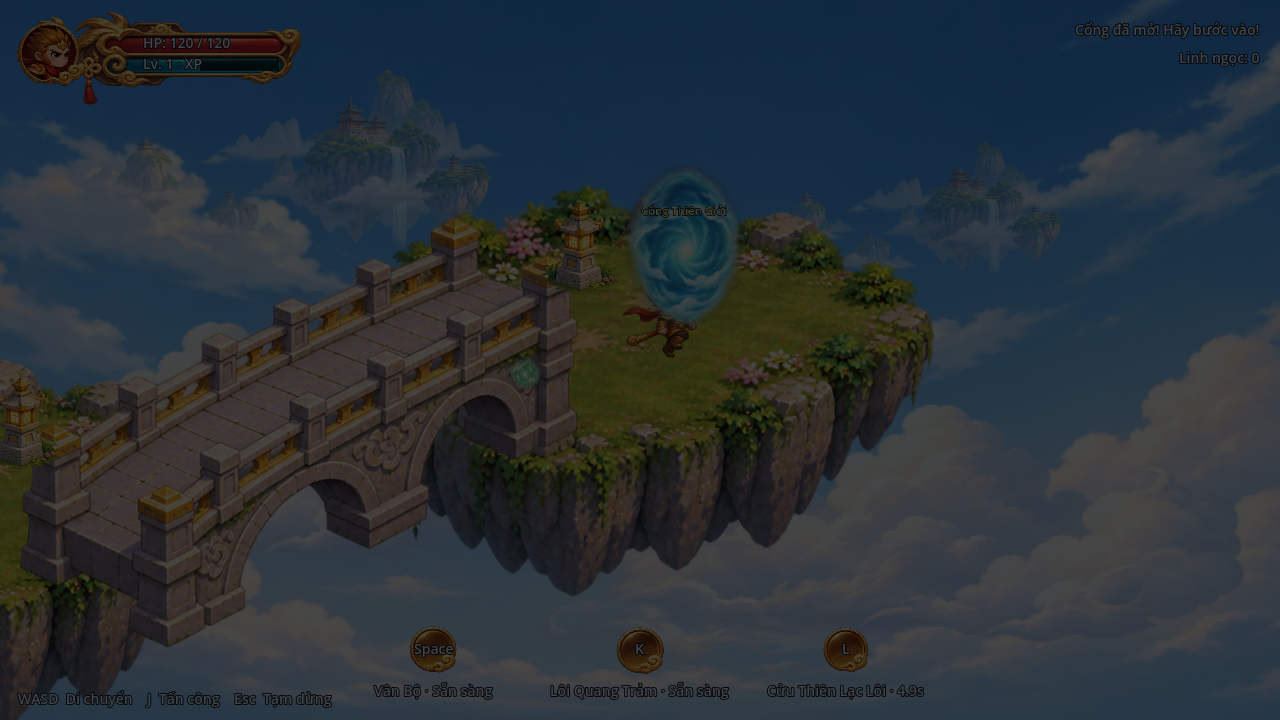 HP: 120 / 120
Lv. 1 · XP
Cổng đã mở! Hãy bước vào!
Linh ngọc: 0
Cổng Thiên Giới
Space
K
L
Vân Bộ · Sẵn sàng
Lôi Quang Trảm · Sẵn sàng
Cửu Thiên Lạc Lôi · 4.9s
WASD Di chuyển J Tấn công Esc Tạm dừng